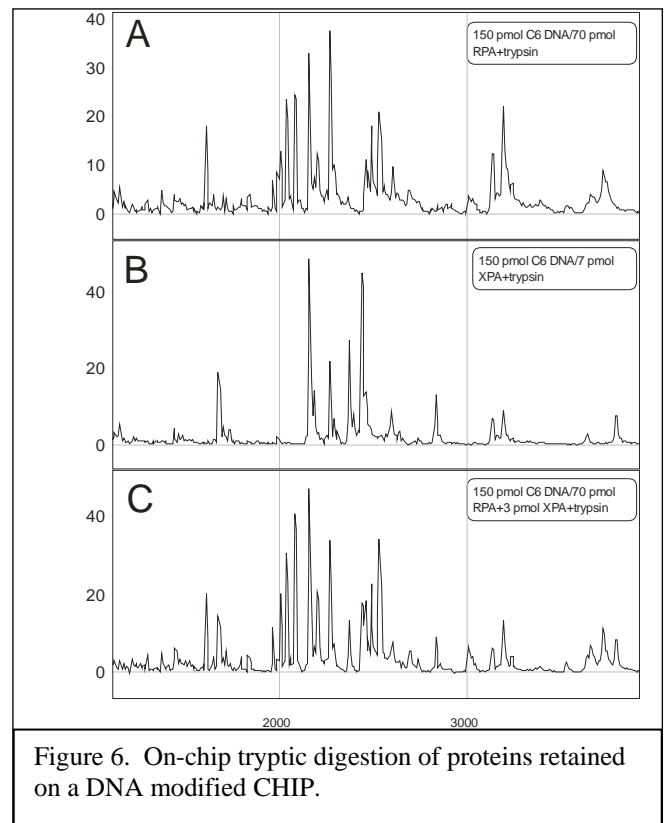 A
150 pmol C6 DNA/70 pmol
RPA+trypsin
40
30
20
10
0
B
150 pmol C6 DNA/7 pmol
XPA+trypsin
40
20
0
C
150 pmol C6 DNA/70 pmol
RPA+3 pmol XPA+trypsin
40
20
0
2000
3000
Figure 6. On-chip tryptic digestion of proteins retained
on a DNA modified CHIP.